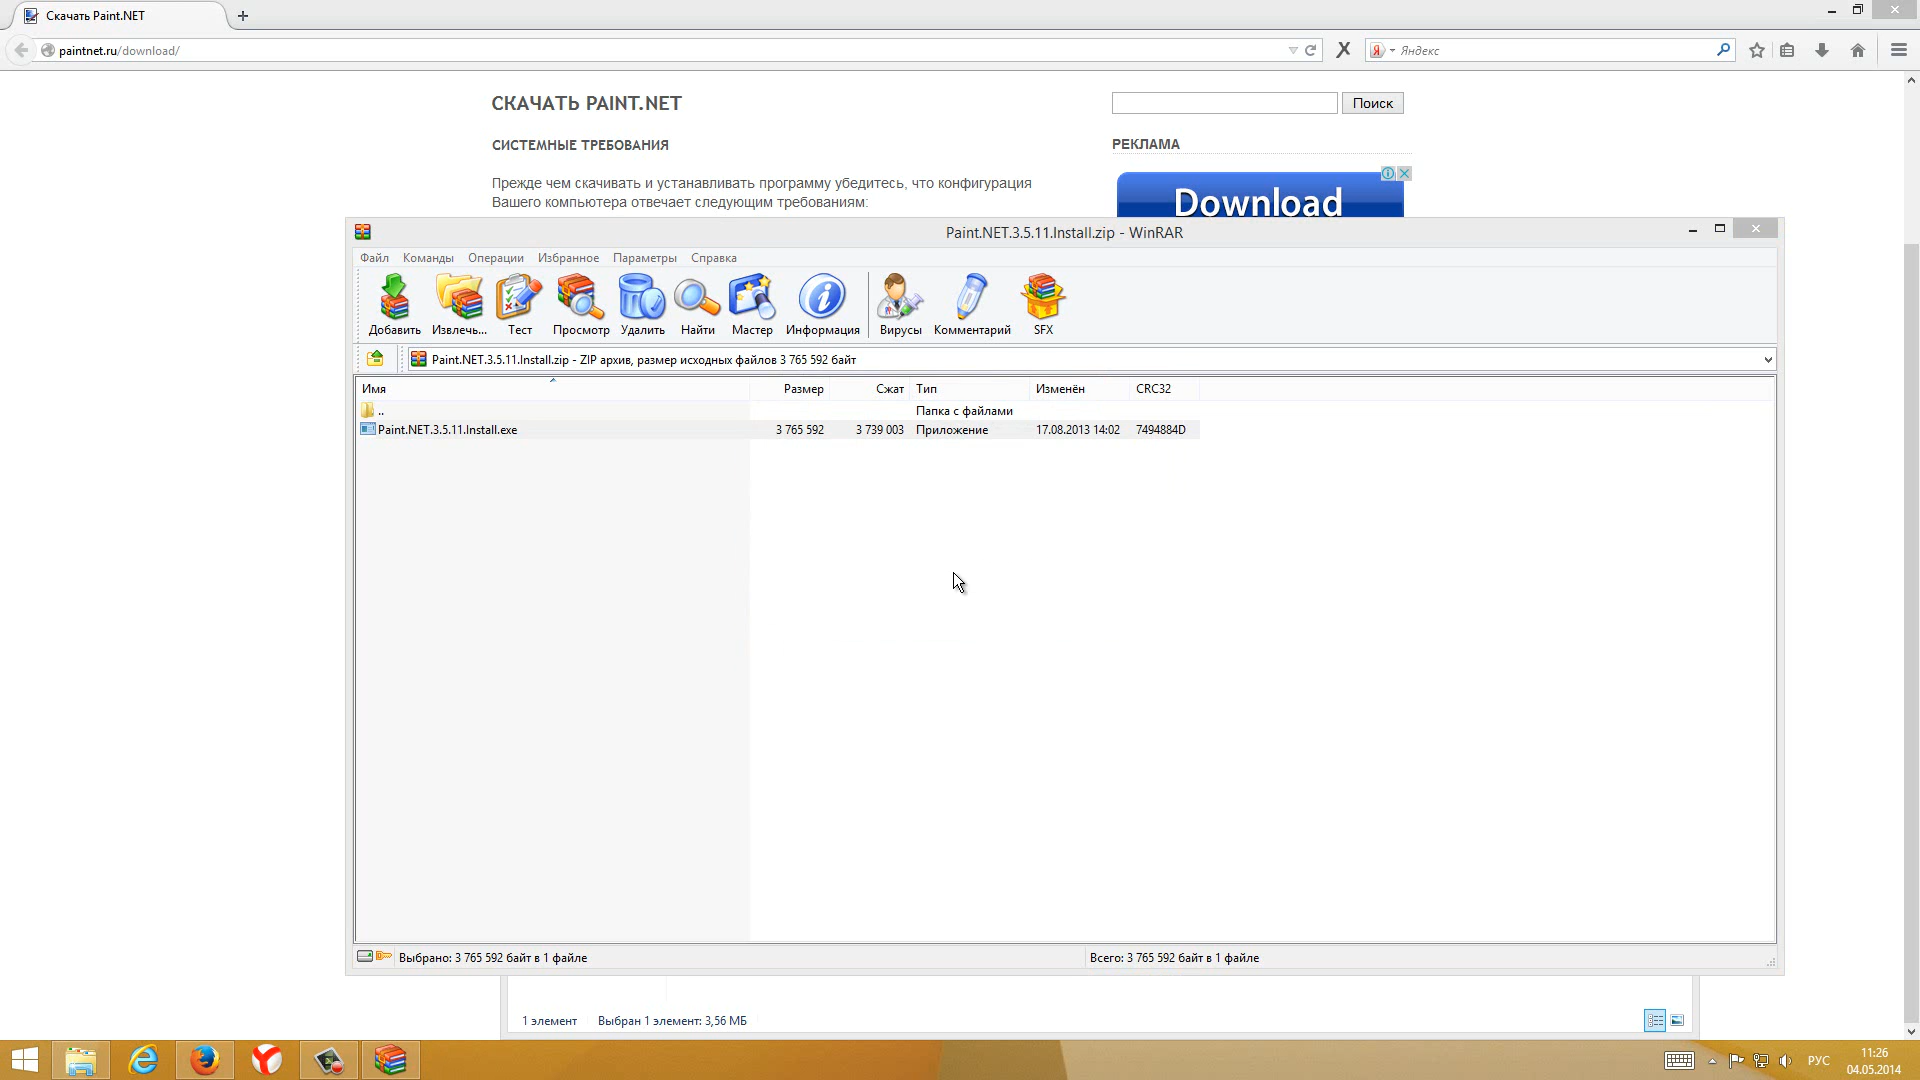 Скачать Paint.NET
paintnet.ru/download/
Яндекс
СКАЧАТЬ PAINT.NET
Поиск
СИСТЕМНЫЕ ТРЕБОВАНИЯ
РЕКЛАМА
Прежде чем скачивать и устанавливать программу убедитесь, что конфигурация
Вашего компьютера отвечает следующим требованиям:
Download
Paint.NET.3.5.11.Install.zip - WinRAR
Файл Команды Операции Избранное Параметры Справка
Добавить Извлечь... Тест Просмотр Удалить Найти Мастер Информация Вирусы Комментарий SFX
Paint.NET.3.5.11.Install.zip - ZIP архив, размер исходных файлов 3 765 592 байт
Имя Размер Сжат Тип Изменён CRC32
.. Папка с файлами
Paint.NET.3.5.11.Install.exe 3 765 592 3 739 003 Приложение 17.08.2013 14:02 7494884D
Выбрано: 3 765 592 байт в 1 файле
Всего: 3 765 592 байт в 1 файле
1 элемент Выбран 1 элемент: 3,56 МБ
РУС
11:26
04.05.2014